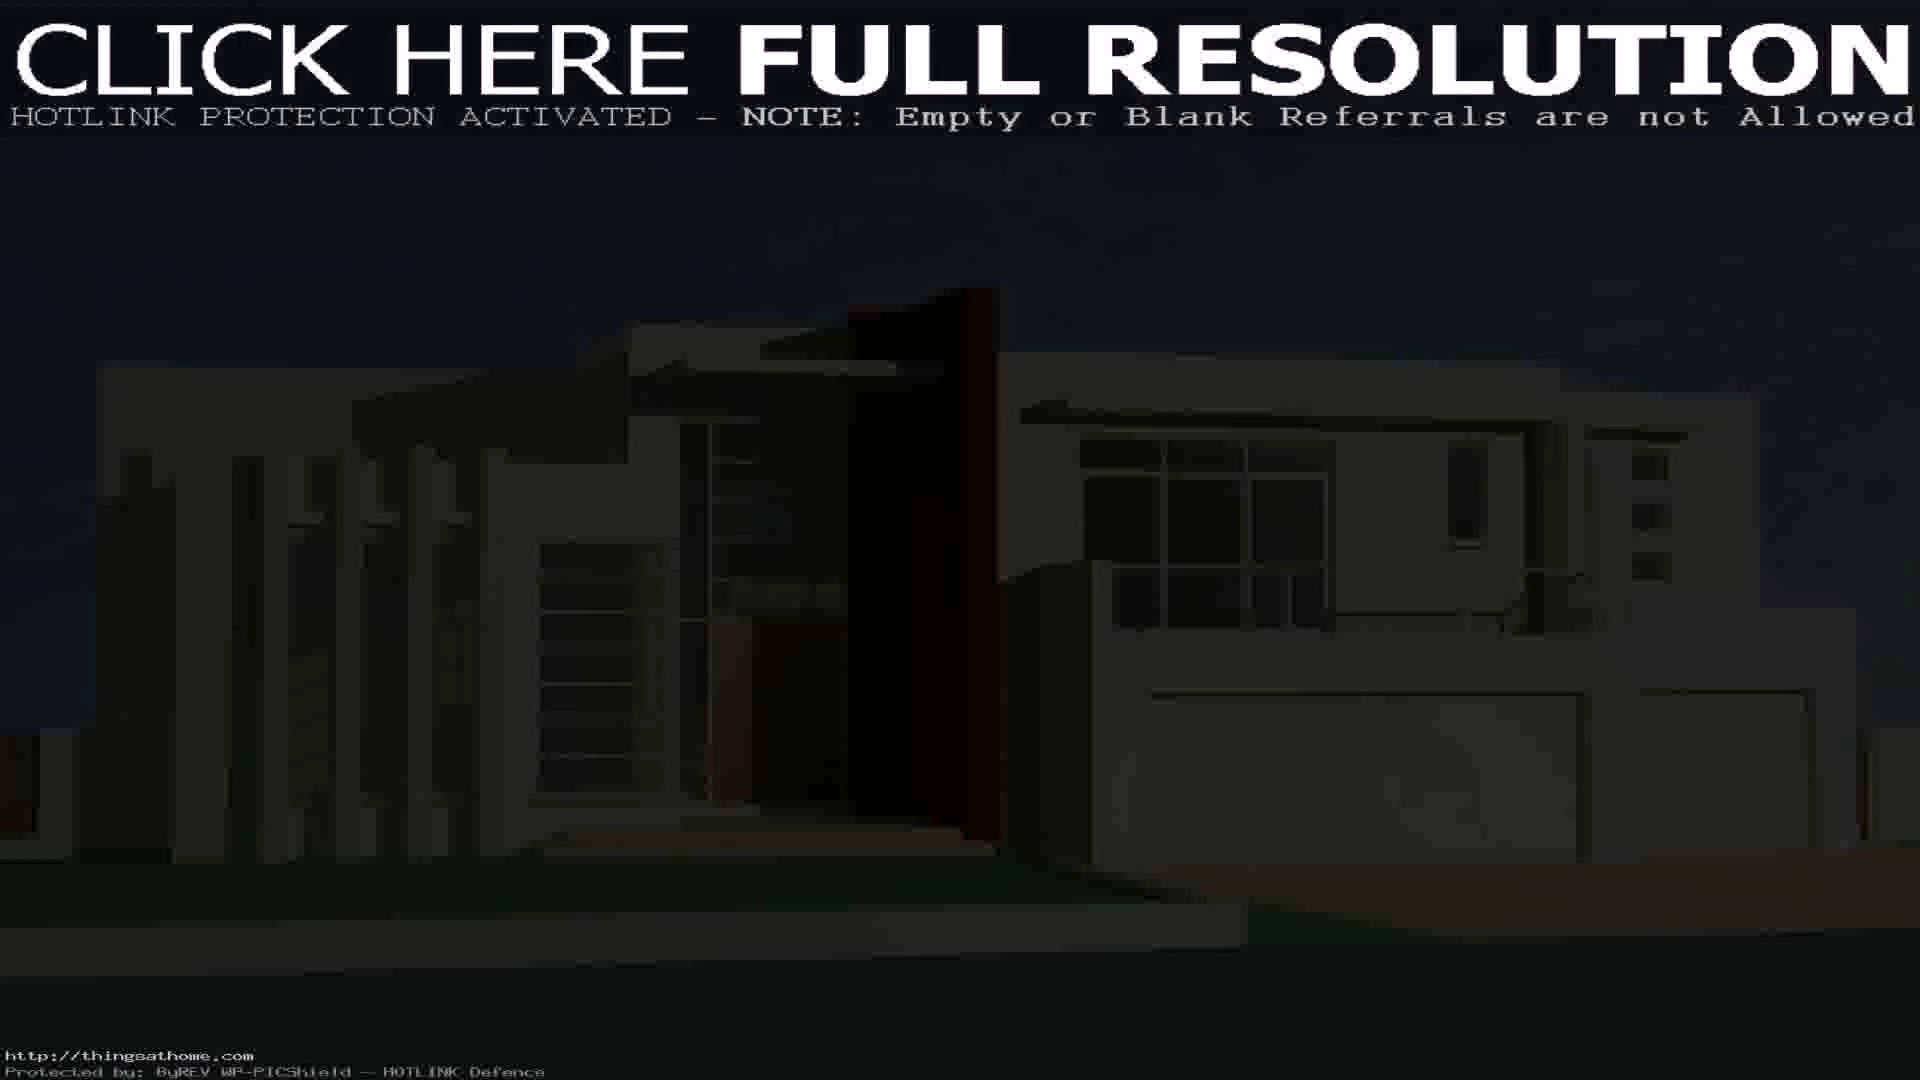 CLICK HERE FULL RESOLUTION
HOTLINK PROTECTION ACTIVATED – NOTE: Empty or Blank Referrals are not Allowed
http://thingsathome.com
Protected by: ByREV WP-PICShield – HOTLINK Defence